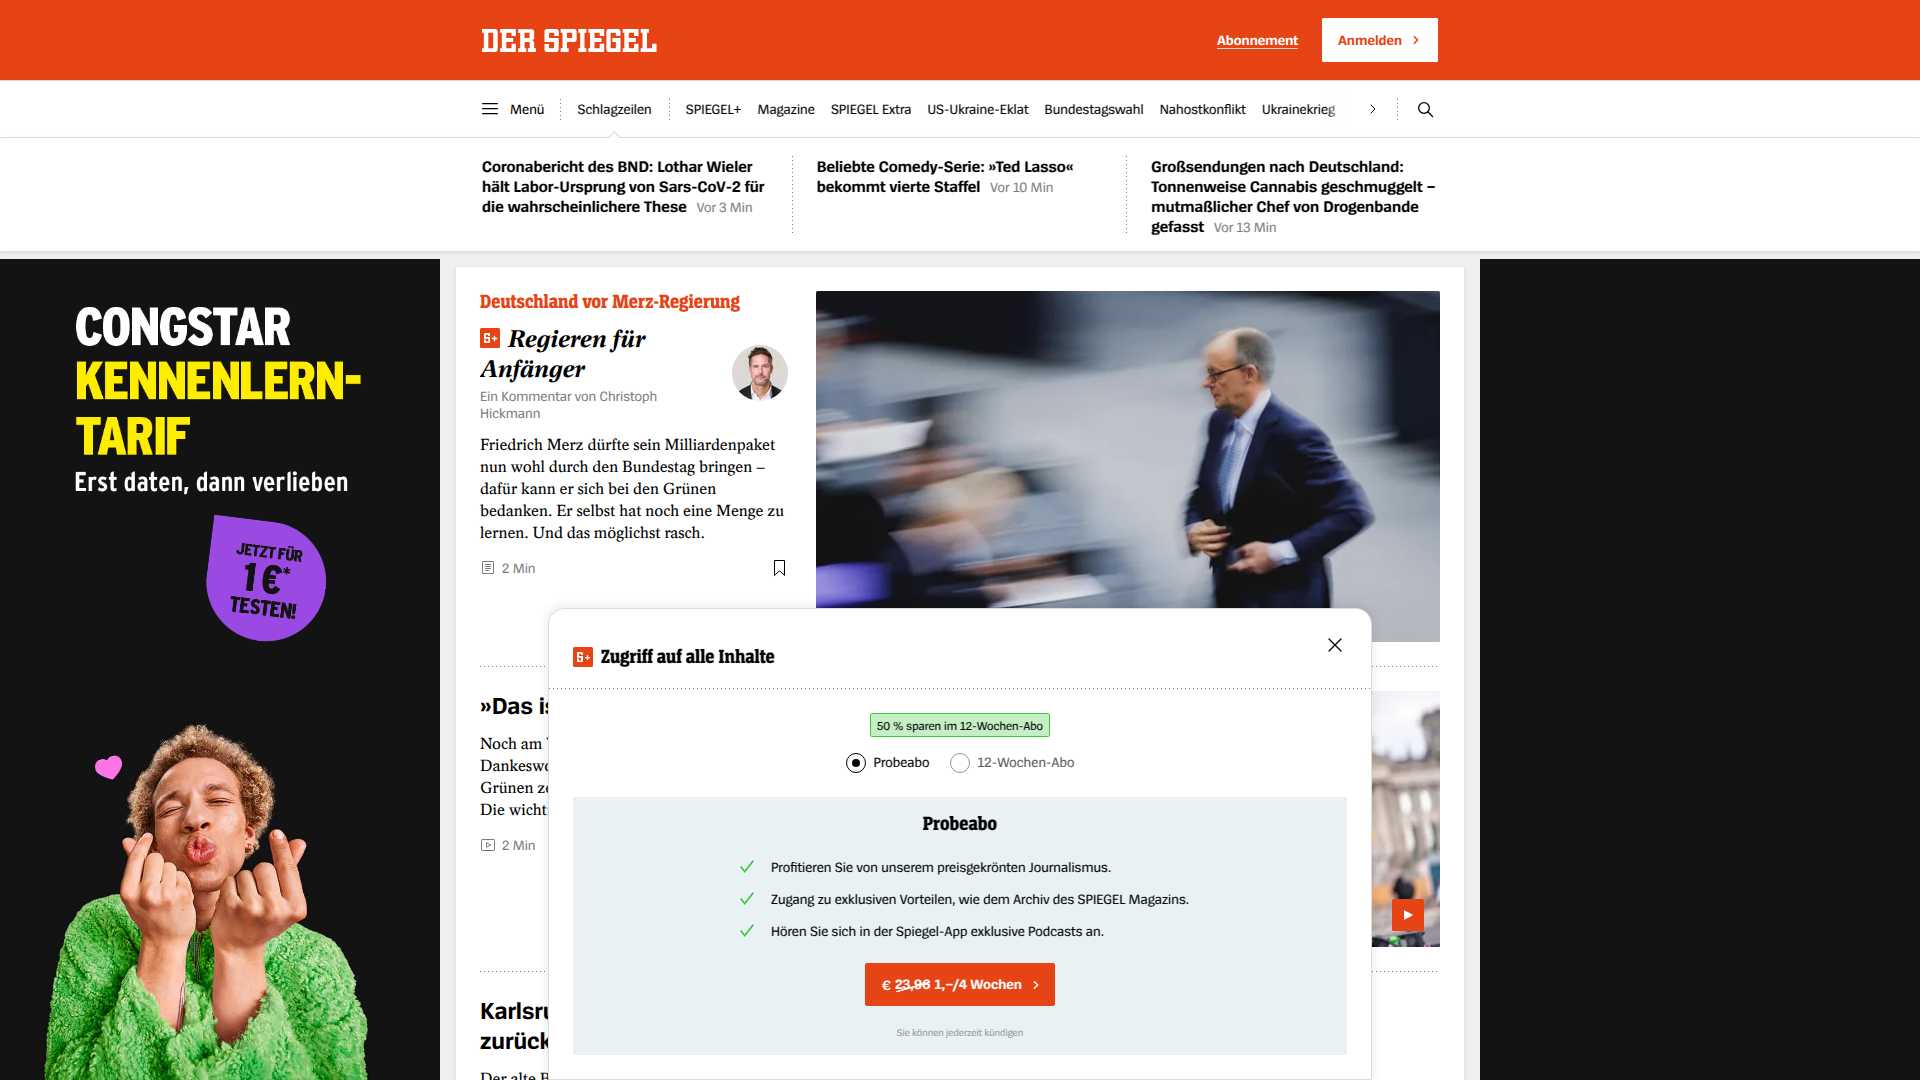 DER SPIEGEL
Abonnement
Anmelden
Menü
Schlagzeilen
SPIEGEL+
Magazine
SPIEGEL Extra
US-Ukraine-Eklat
Bundestagswahl
Nahostkonflikt
Ukrainekrieg
Coronabericht des BND: Lothar Wieler
hält Labor-Ursprung von Sars-CoV-2 für
die wahrscheinlichere These Vor 3 Min
Beliebte Comedy-Serie: »Ted Lasso«
bekommt vierte Staffel Vor 10 Min
Großsendungen nach Deutschland:
Tonnenweise Cannabis geschmuggelt –
mutmaßlicher Chef von Drogenbande
gefasst Vor 13 Min
CONGSTAR
KENNENLERN-
TARIF
Erst daten, dann verlieben
JETZT FÜR
1 €*
TESTEN!
Deutschland vor Merz-Regierung
Regieren für
Anfänger
Ein Kommentar von Christoph
Hickmann
Friedrich Merz dürfte sein Milliardenpaket
nun wohl durch den Bundestag bringen –
dafür kann er sich bei den Grünen
bedanken. Er selbst hat noch eine Menge zu
lernen. Und das möglichst rasch.
2 Min
»Das is
Noch am
Dankeswo
Grünen ze
Die wicht
2 Min
Karlsru
zurück
Der alte B
Zugriff auf alle Inhalte
50 % sparen im 12-Wochen-Abo
Probeabo
12-Wochen-Abo
Probeabo
Profitieren Sie von unserem preisgekrönten Journalismus.
Zugang zu exklusiven Vorteilen, wie dem Archiv des SPIEGEL Magazins.
Hören Sie sich in der Spiegel-App exklusive Podcasts an.
€ 23,96 1,–/4 Wochen
Sie können jederzeit kündigen